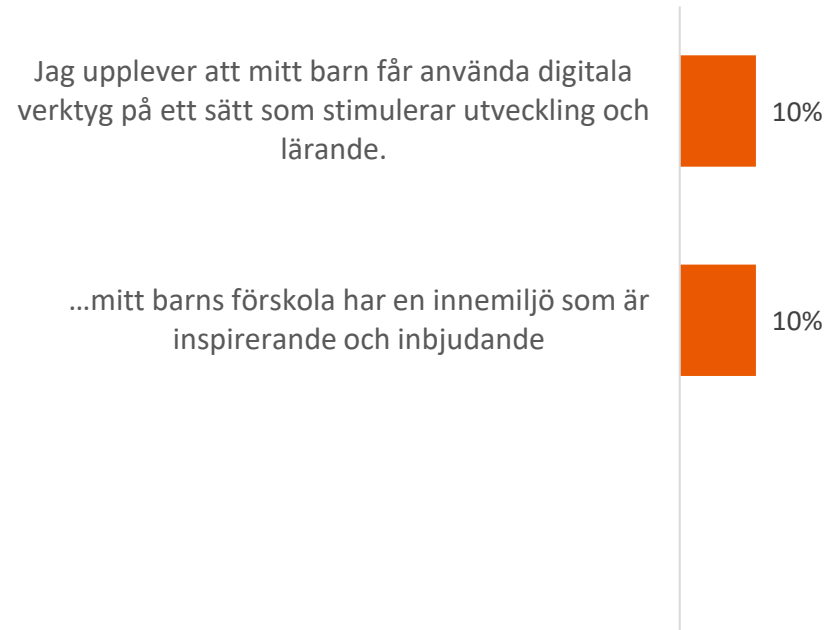 Jag upplever att mitt barn får använda digitala
verktyg på ett sätt som stimulerar utveckling och
lärande.
10%
…mitt barns förskola har en innemiljö som är
inspirerande och inbjudande
10%